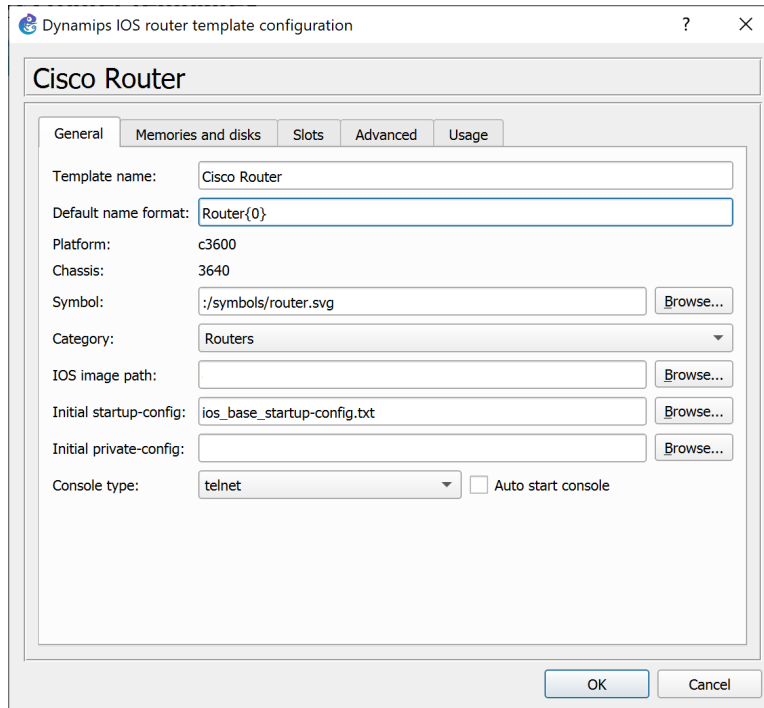 Dynamips IOS router template configuration ? ×
Cisco Router
General Memories and disks Slots Advanced Usage
Template name: Cisco Router
Default name format: Router{0}
Platform: c3600
Chassis: 3640
Symbol: :/symbols/router.svg Browse...
Category: Routers
IOS image path: Browse...
Initial startup-config: ios_base_startup-config.txt Browse...
Initial private-config: Browse...
Console type: telnet Auto start console
OK Cancel